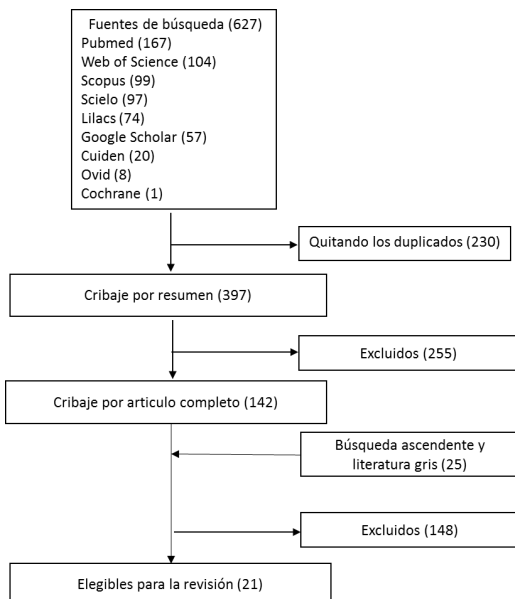 Fuentes de búsqueda (627)
Pubmed (167)
Web of Science (104)
Scopus (99)
Scielo (97)
Lilacs (74)
Google Scholar (57)
Cuiden (20)
Ovid (8)
Cochrane (1)
Quitando los duplicados (230)
Cribaje por resumen (397)
Excluidos (255)
Cribaje por articulo completo (142)
Búsqueda ascendente y
literatura gris (25)
Excluidos (148)
Elegibles para la revisión (21)